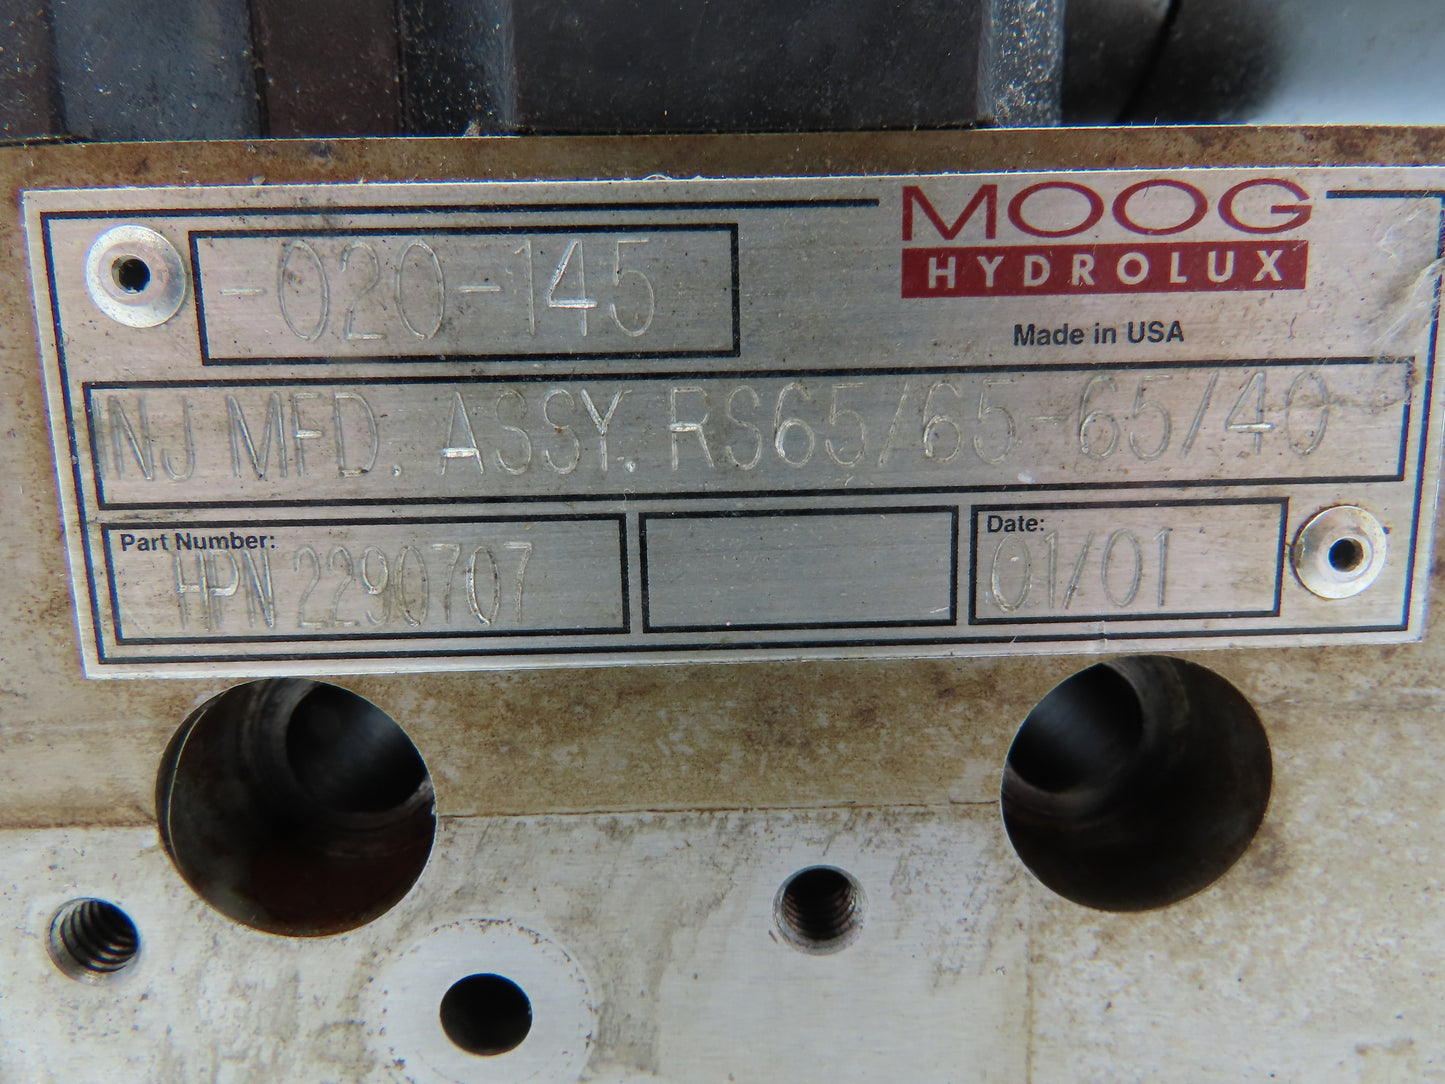 MOOG
HYDROLUX
-020-145
Made in USA
INJ MFD. ASSY. RS65/65-65/40
Part Number:
HPN 2290707
Date:
01/01